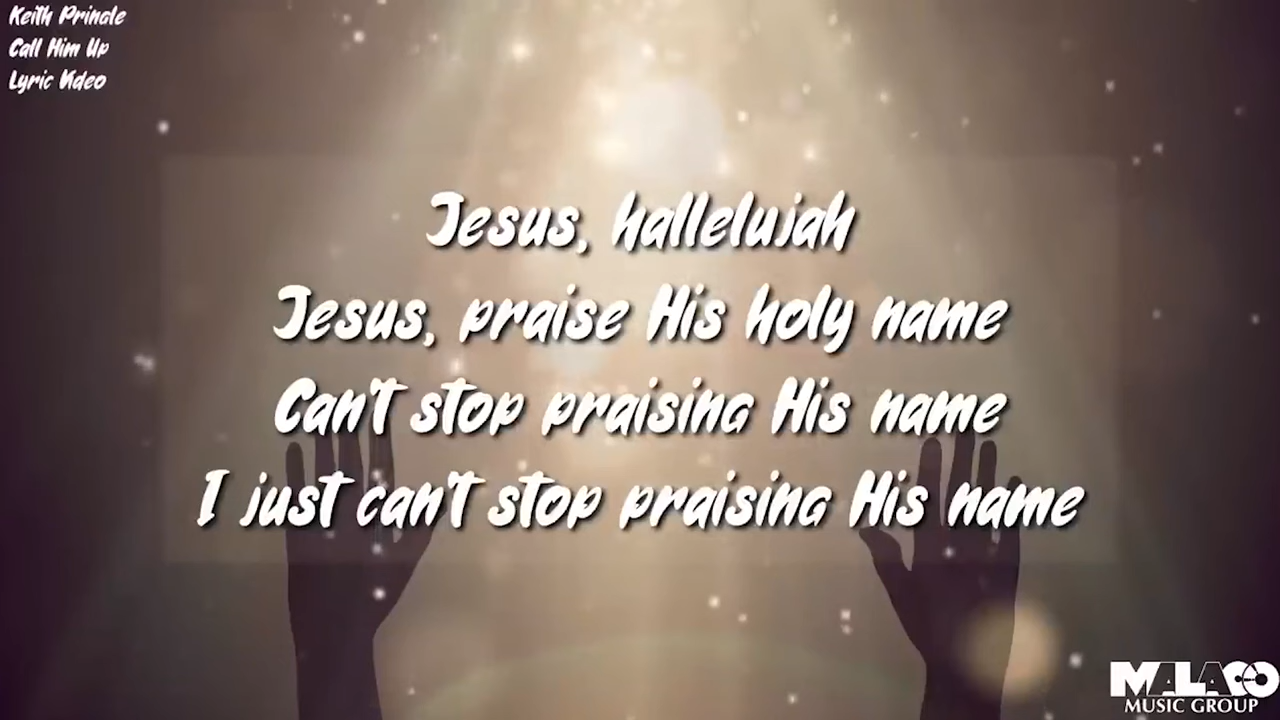 Keith Pringle
Call Him Up
Lyric Video
Jesus, hallelujah
Jesus, praise His holy name
Can't stop praising His name
I just can't stop praising His name
MALACO
MUSIC GROUP